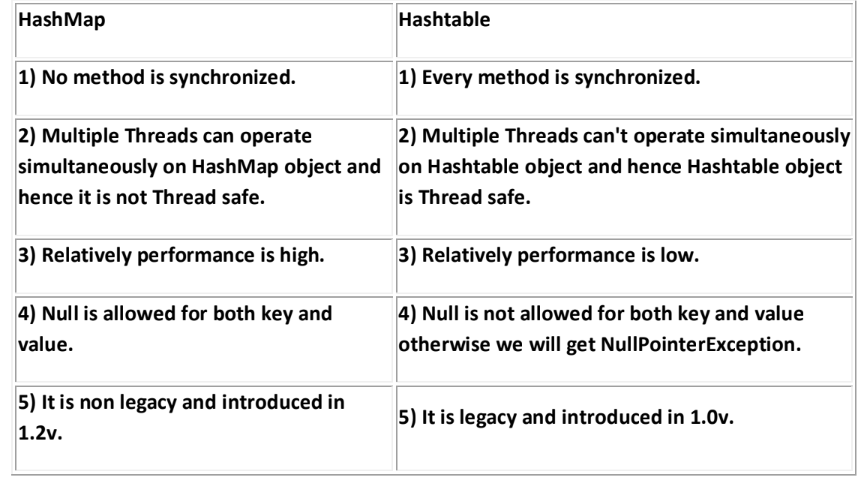 HashMap
Hashtable
1) No method is synchronized.
1) Every method is synchronized.
2) Multiple Threads can operate
simultaneously on HashMap object and
hence it is not Thread safe.
2) Multiple Threads can't operate simultaneously
on Hashtable object and hence Hashtable object
is Thread safe.
3) Relatively performance is high.
3) Relatively performance is low.
4) Null is allowed for both key and
value.
4) Null is not allowed for both key and value
otherwise we will get NullPointerException.
5) It is non legacy and introduced in
1.2v.
5) It is legacy and introduced in 1.0v.